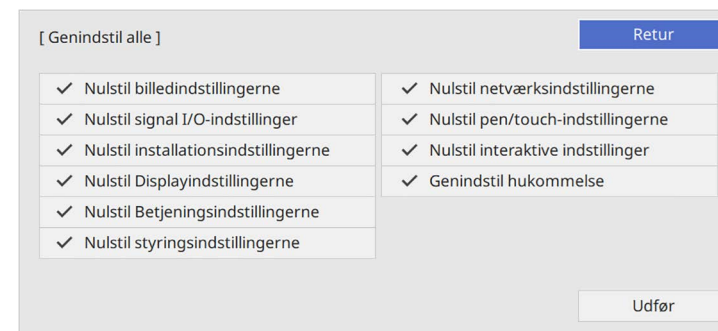 [ Genindstil alle ]
Retur
Nulstil billedindstillingerne
Nulstil signal I/O-indstillinger
Nulstil installationsindstillingerne
Nulstil Displayindstillingerne
Nulstil Betjeningsindstillingerne
Nulstil styringsindstillingerne
Nulstil netværksindstillingerne
Nulstil pen/touch-indstillingerne
Nulstil interaktive indstillinger
Genindstil hukommelse
Udfør